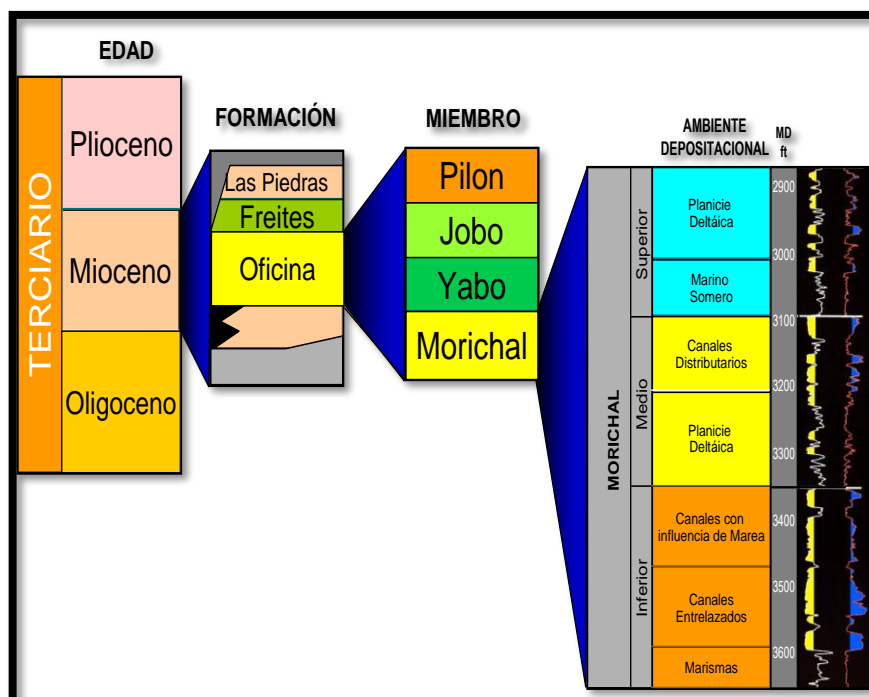 EDAD
TERCIARIO
Plioceno
Mioceno
Oligoceno
FORMACIÓN
Las Piedras
Freites
Oficina
MIEMBRO
Pilon
Jobo
Yabo
Morichal
AMBIENTE
DEPOSITACIONAL
MD
ft
MORICHAL
Superior
Medio
Inferior
Planicie
Deltáica
Marino
Somero
Canales
Distributarios
Planicie
Deltáica
Canales con
influencia de Marea
Canales
Entrelazados
Marismas
2900
3000
3100
3200
3300
3400
3500
3600